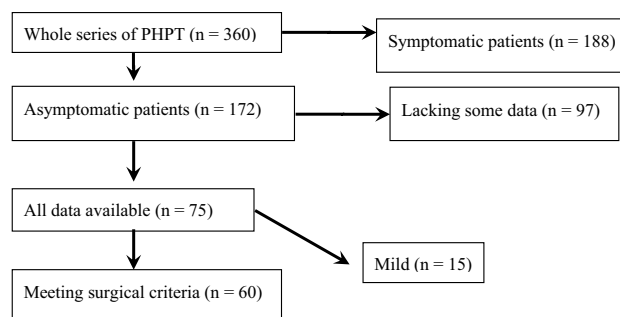 Whole series of PHPT (n = 360)
Symptomatic patients (n = 188)
Asymptomatic patients (n = 172)
Lacking some data (n = 97)
All data available (n = 75)
Mild (n = 15)
Meeting surgical criteria (n = 60)